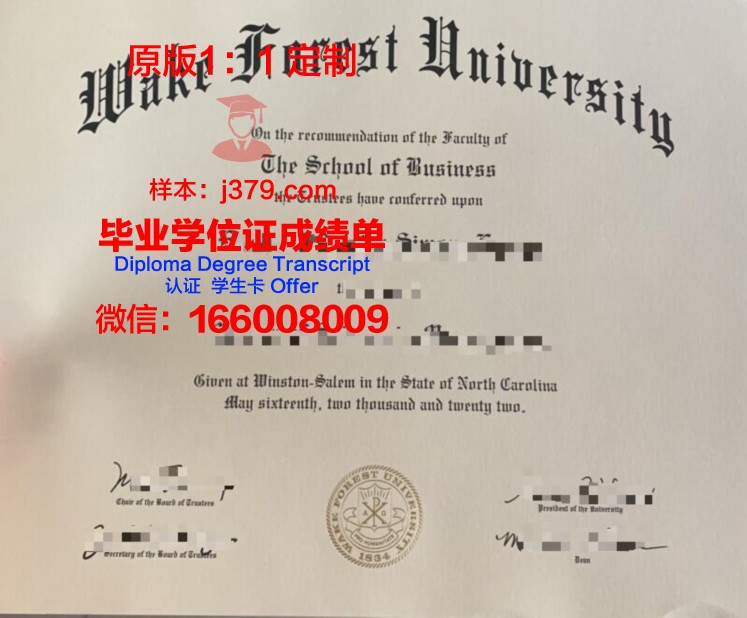 Wake Forest University
原版1：1 定制
On the recommendation of the Faculty of
The School of Business
样本：j379.com
the Trustees have conferred upon
毕业学位证成绩单
Diploma Degree Transcript
认证 学生卡 Offer
微信：166008009
Given at Winston-Salem in the State of North Carolina
May sixteenth, two thousand and twenty two.
Chair of the Board of Trustees
President of the University
Secretary of the Board of Trustees
Dean
WAKE FOREST UNIVERSITY
PRO HUMANITATE
1834